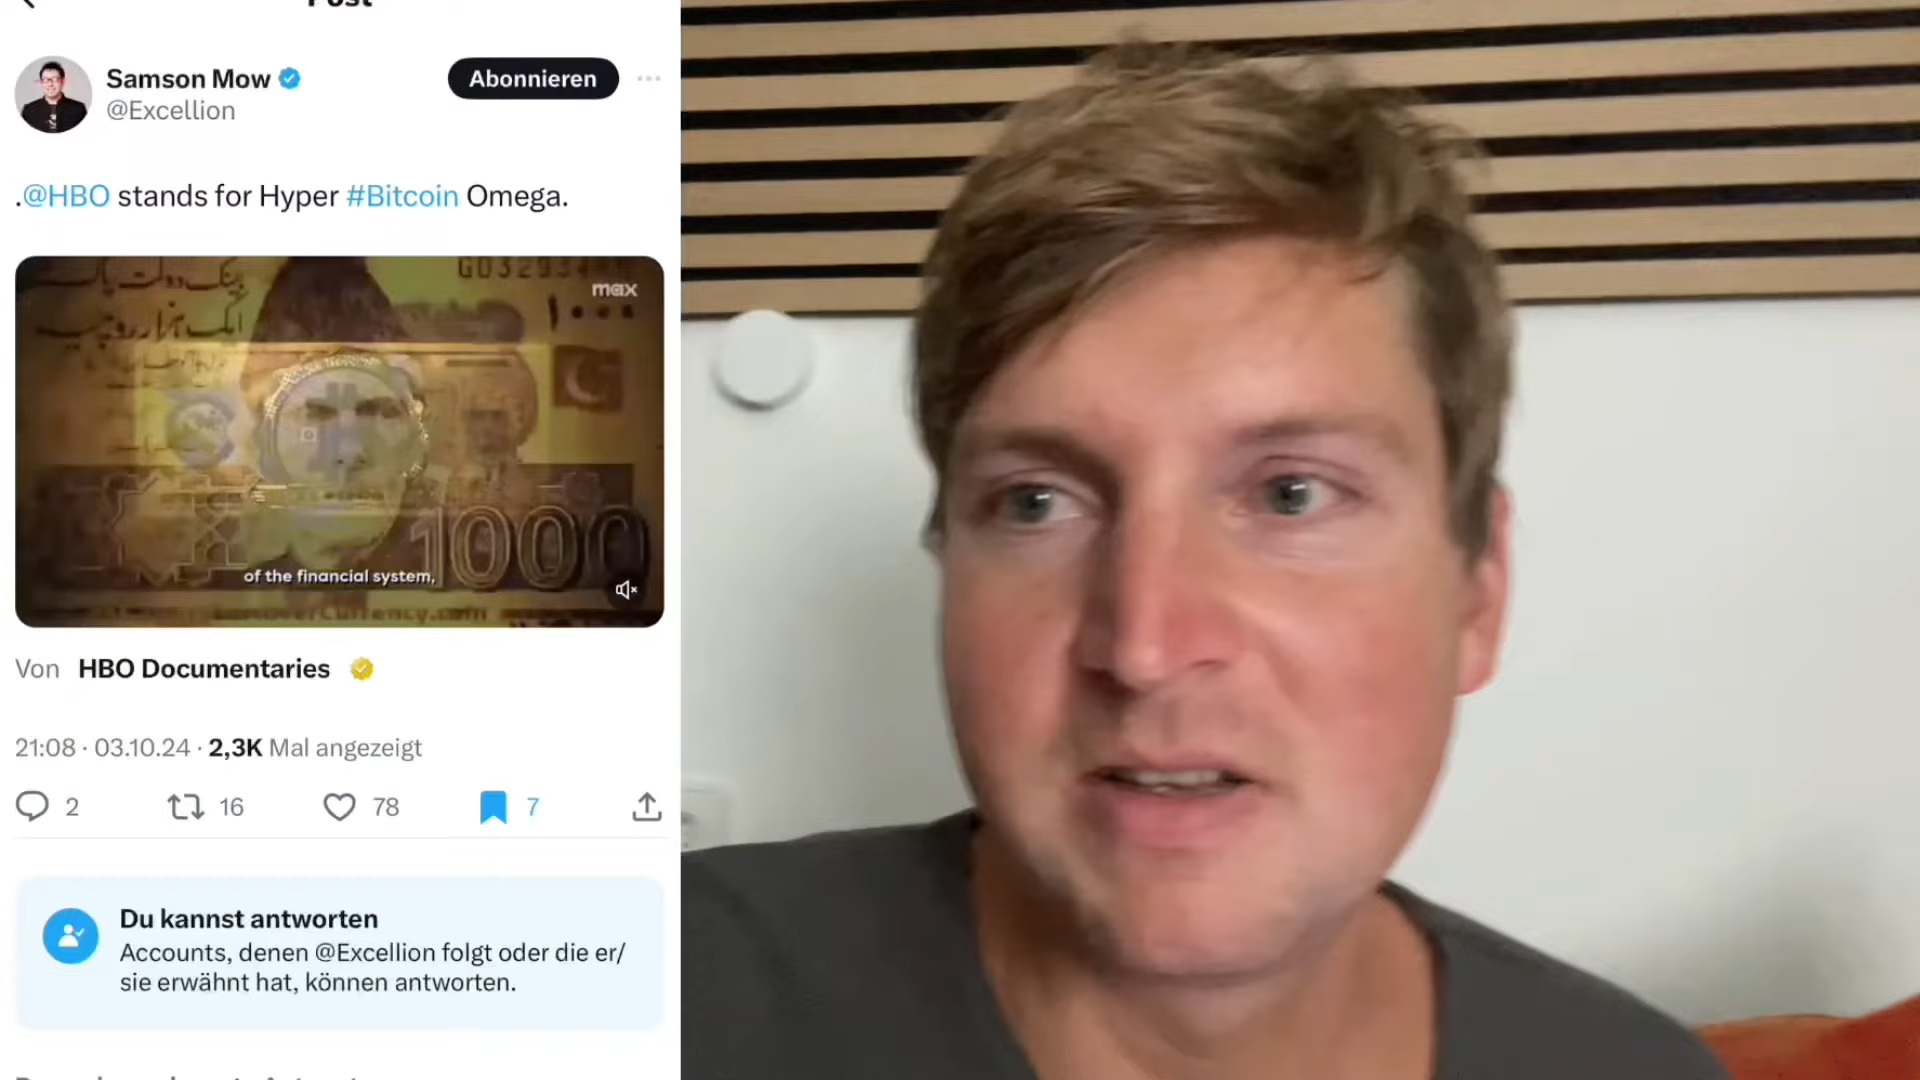 Post
Samson Mow
Abonnieren
@Excellion
.@HBO stands for Hyper #Bitcoin Omega.
max
1000
of the financial system,
Von HBO Documentaries
21:08 · 03.10.24 · 2,3K Mal angezeigt
2 16 78 7
Du kannst antworten
Accounts, denen @Excellion folgt oder die er/
sie erwähnt hat, können antworten.